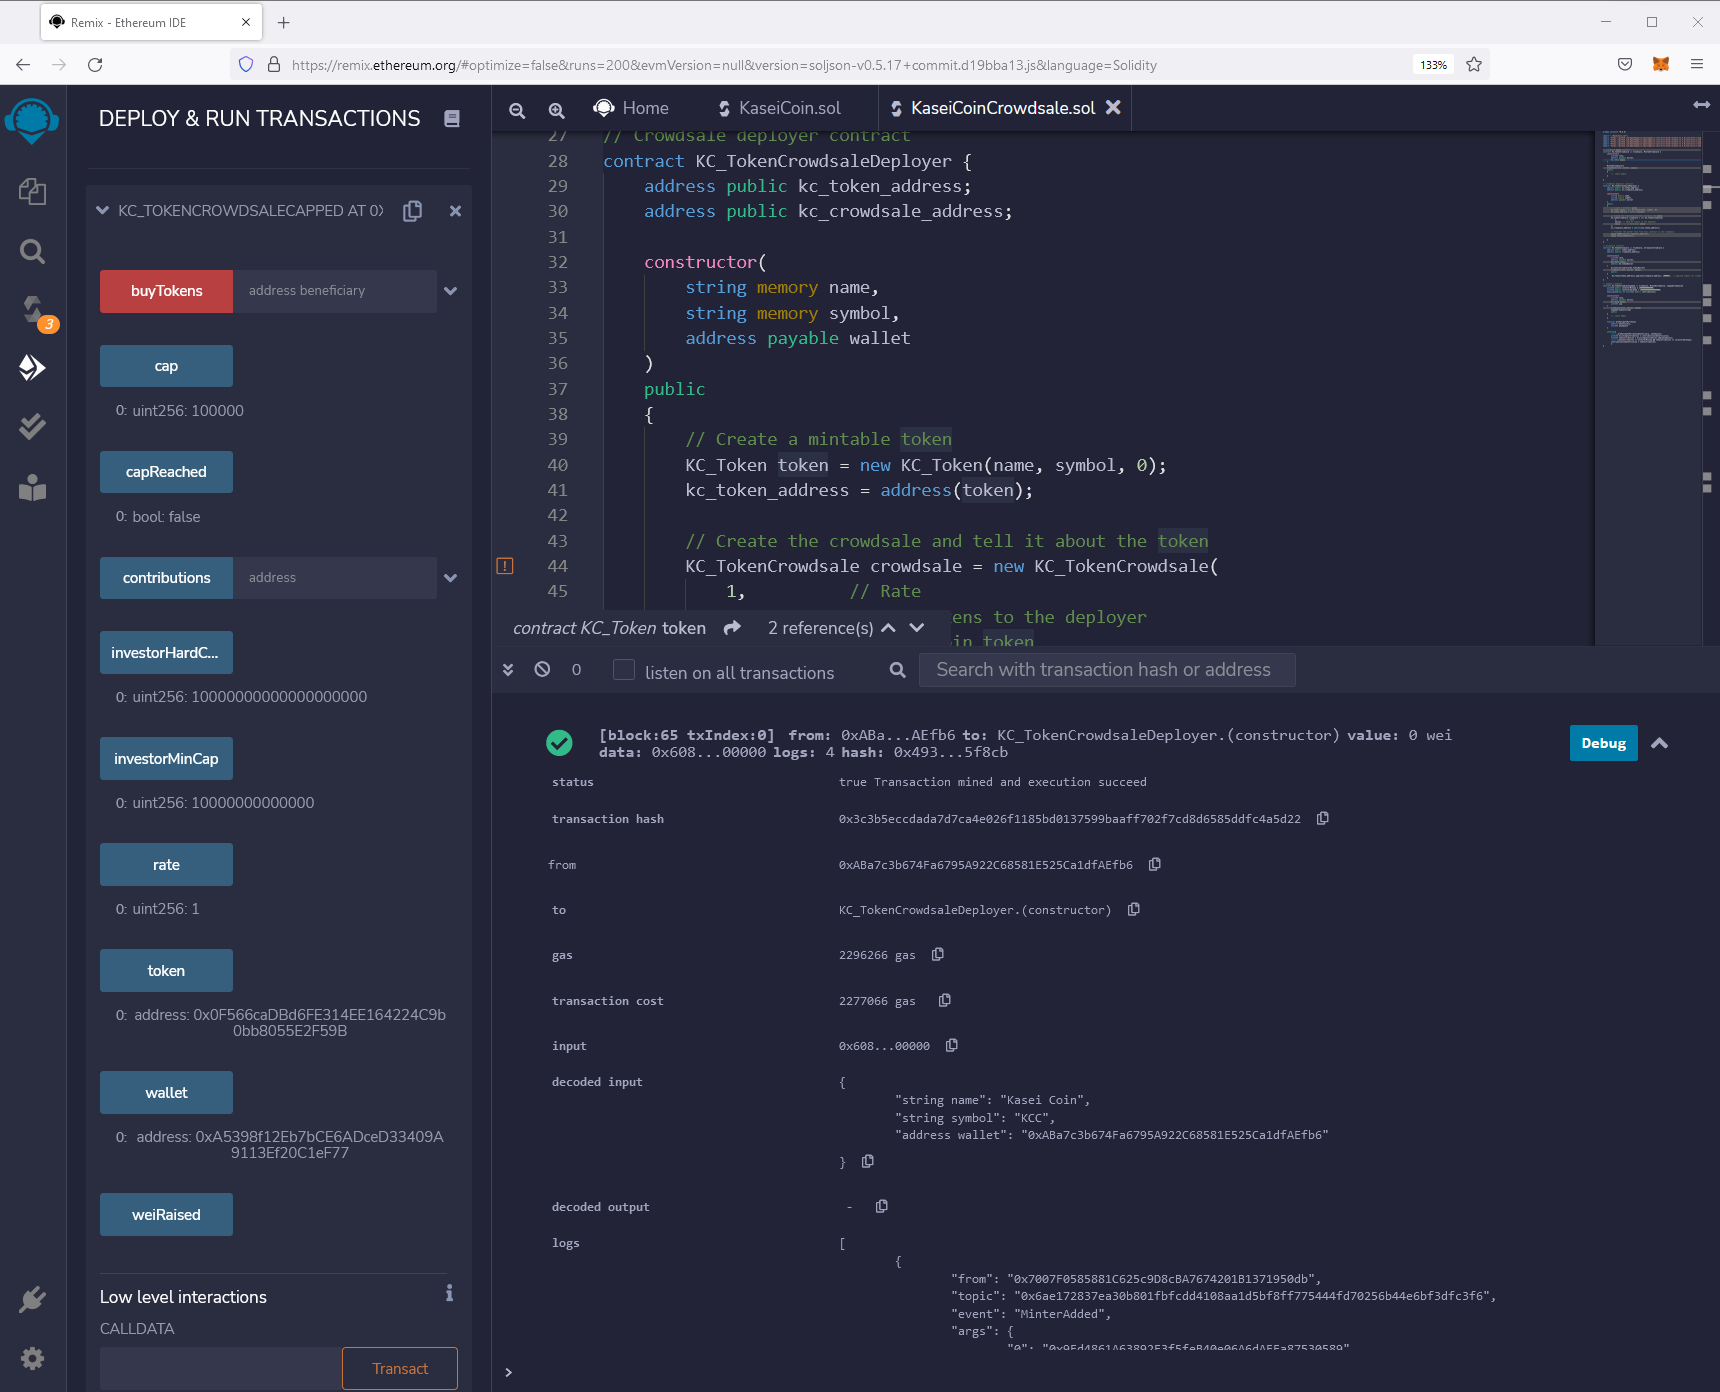 Remix - Ethereum IDE
https://remix.ethereum.org/#optimize=false&runs=200&evmVersion=null&version=soljson-v0.5.17+commit.d19bba13.js&language=Solidity
133%
DEPLOY & RUN TRANSACTIONS
KC_TOKENCROWDSALECAPPED AT 0X
buyTokens address beneficiary
cap
0: uint256: 100000
capReached
0: bool: false
contributions address
investorHardC...
0: uint256: 10000000000000000000
investorMinCap
0: uint256: 10000000000000
rate
0: uint256: 1
token
0: address: 0x0F566caDBd6FE314EE164224C9b
0bb8055E2F59B
wallet
0: address: 0xA5398f12Eb7bCE6ADceD33409A
9113Ef20C1eF77
weiRaised
Low level interactions
CALLDATA
Transact
3
Home KaseiCoin.sol KaseiCoinCrowdsale.sol
27 // Crowdsale deployer contract
28 contract KC_TokenCrowdsaleDeployer {
29 address public kc_token_address;
30 address public kc_crowdsale_address;
31
32 constructor(
33 string memory name,
34 string memory symbol,
35 address payable wallet
36 )
37 public
38 {
39 // Create a mintable token
40 KC_Token token = new KC_Token(name, symbol, 0);
41 kc_token_address = address(token);
42
43 // Create the crowdsale and tell it about the token
44 KC_TokenCrowdsale crowdsale = new KC_TokenCrowdsale(
45 1, // Rate
ens to the deployer
in token
contract KC_Token token 2 reference(s)
0 listen on all transactions Search with transaction hash or address
[block:65 txIndex:0] from: 0xABa...AEfb6 to: KC_TokenCrowdsaleDeployer.(constructor) value: 0 wei
data: 0x608...00000 logs: 4 hash: 0x493...5f8cb
Debug
status true Transaction mined and execution succeed
transaction hash 0x3c3b5eccdada7d7ca4e026f1185bd0137599baaff702f7cd8d6585ddfc4a5d22
from 0xABa7c3b674Fa6795A922C68581E525Ca1dfAEfb6
to KC_TokenCrowdsaleDeployer.(constructor)
gas 2296266 gas
transaction cost 2277066 gas
input 0x608...00000
decoded input {
"string name": "Kasei Coin",
"string symbol": "KCC",
"address wallet": "0xABa7c3b674Fa6795A922C68581E525Ca1dfAEfb6"
}
decoded output -
logs [
{
"from": "0x7007F0585881C625c9D8cBA7674201B1371950db",
"topic": "0x6ae172837ea30b801fbfcdd4108aa1d5bf8ff775444fd70256b44e6bf3dfc3f6",
"event": "MinterAdded",
"args": {
>